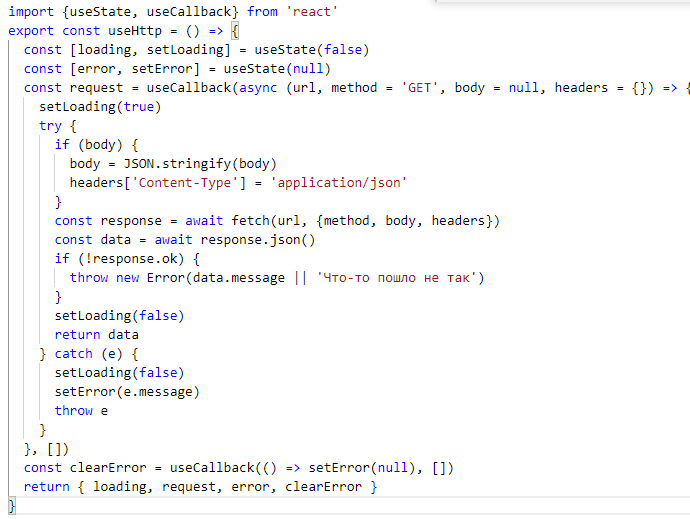 import {useState, useCallback} from 'react'
export const useHttp = () => {
  const [loading, setLoading] = useState(false)
  const [error, setError] = useState(null)
  const request = useCallback(async (url, method = 'GET', body = null, headers = {}) => {
    setLoading(true)
    try {
      if (body) {
        body = JSON.stringify(body)
        headers['Content-Type'] = 'application/json'
      }
      const response = await fetch(url, {method, body, headers})
      const data = await response.json()
      if (!response.ok) {
        throw new Error(data.message || 'Что-то пошло не так')
      }
      setLoading(false)
      return data
    } catch (e) {
      setLoading(false)
      setError(e.message)
      throw e
    }
  }, [])
  const clearError = useCallback(() => setError(null), [])
  return { loading, request, error, clearError }
}